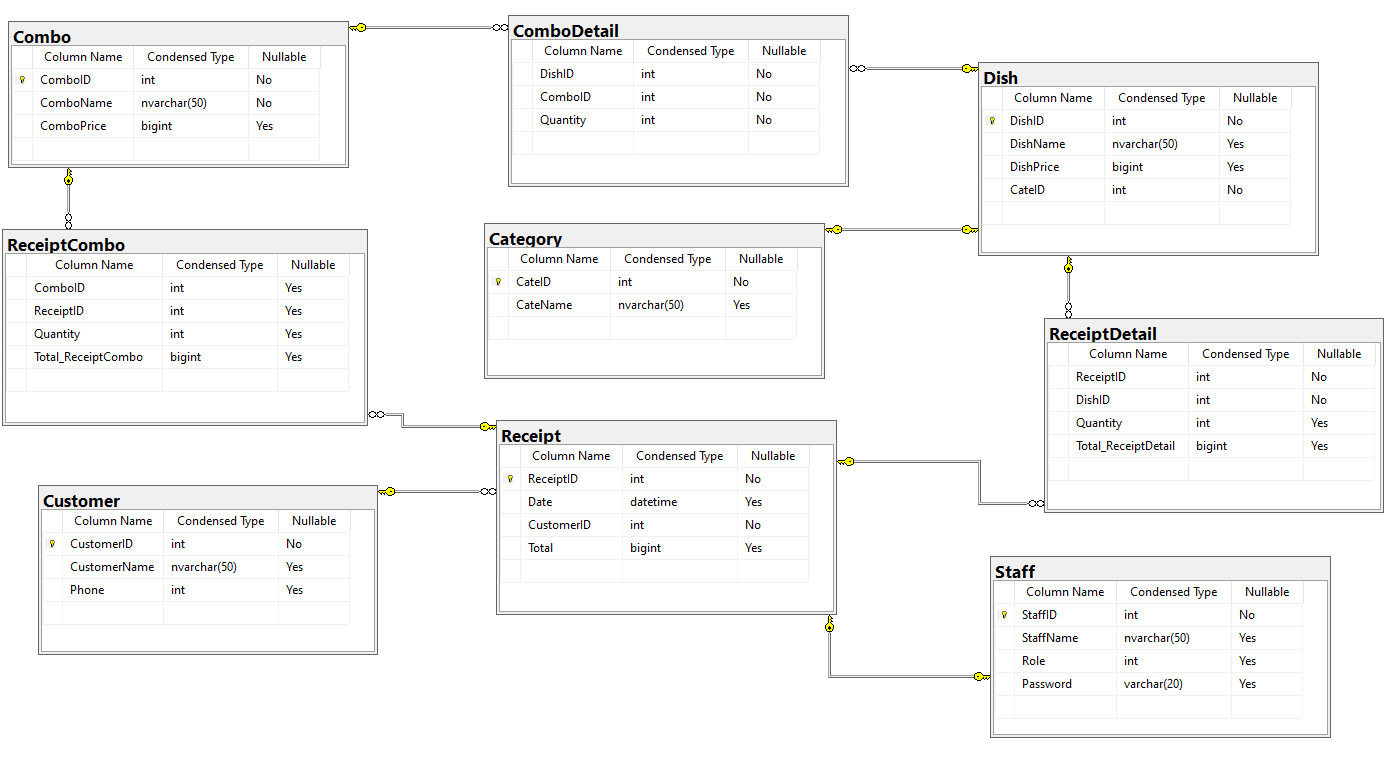 Combo
Column Name Condensed Type Nullable
ComboID int No
ComboName nvarchar(50) No
ComboPrice bigint Yes
ComboDetail
Column Name Condensed Type Nullable
DishID int No
ComboID int No
Quantity int No
Dish
Column Name Condensed Type Nullable
DishID int No
DishName nvarchar(50) Yes
DishPrice bigint Yes
CateID int No
ReceiptCombo
Column Name Condensed Type Nullable
ComboID int Yes
ReceiptID int Yes
Quantity int Yes
Total_ReceiptCombo bigint Yes
Category
Column Name Condensed Type Nullable
CateID int No
CateName nvarchar(50) Yes
ReceiptDetail
Column Name Condensed Type Nullable
ReceiptID int No
DishID int No
Quantity int Yes
Total_ReceiptDetail bigint Yes
Receipt
Column Name Condensed Type Nullable
ReceiptID int No
Date datetime Yes
CustomerID int No
Total bigint Yes
Customer
Column Name Condensed Type Nullable
CustomerID int No
CustomerName nvarchar(50) Yes
Phone int Yes
Staff
Column Name Condensed Type Nullable
StaffID int No
StaffName nvarchar(50) Yes
Role int Yes
Password varchar(20) Yes